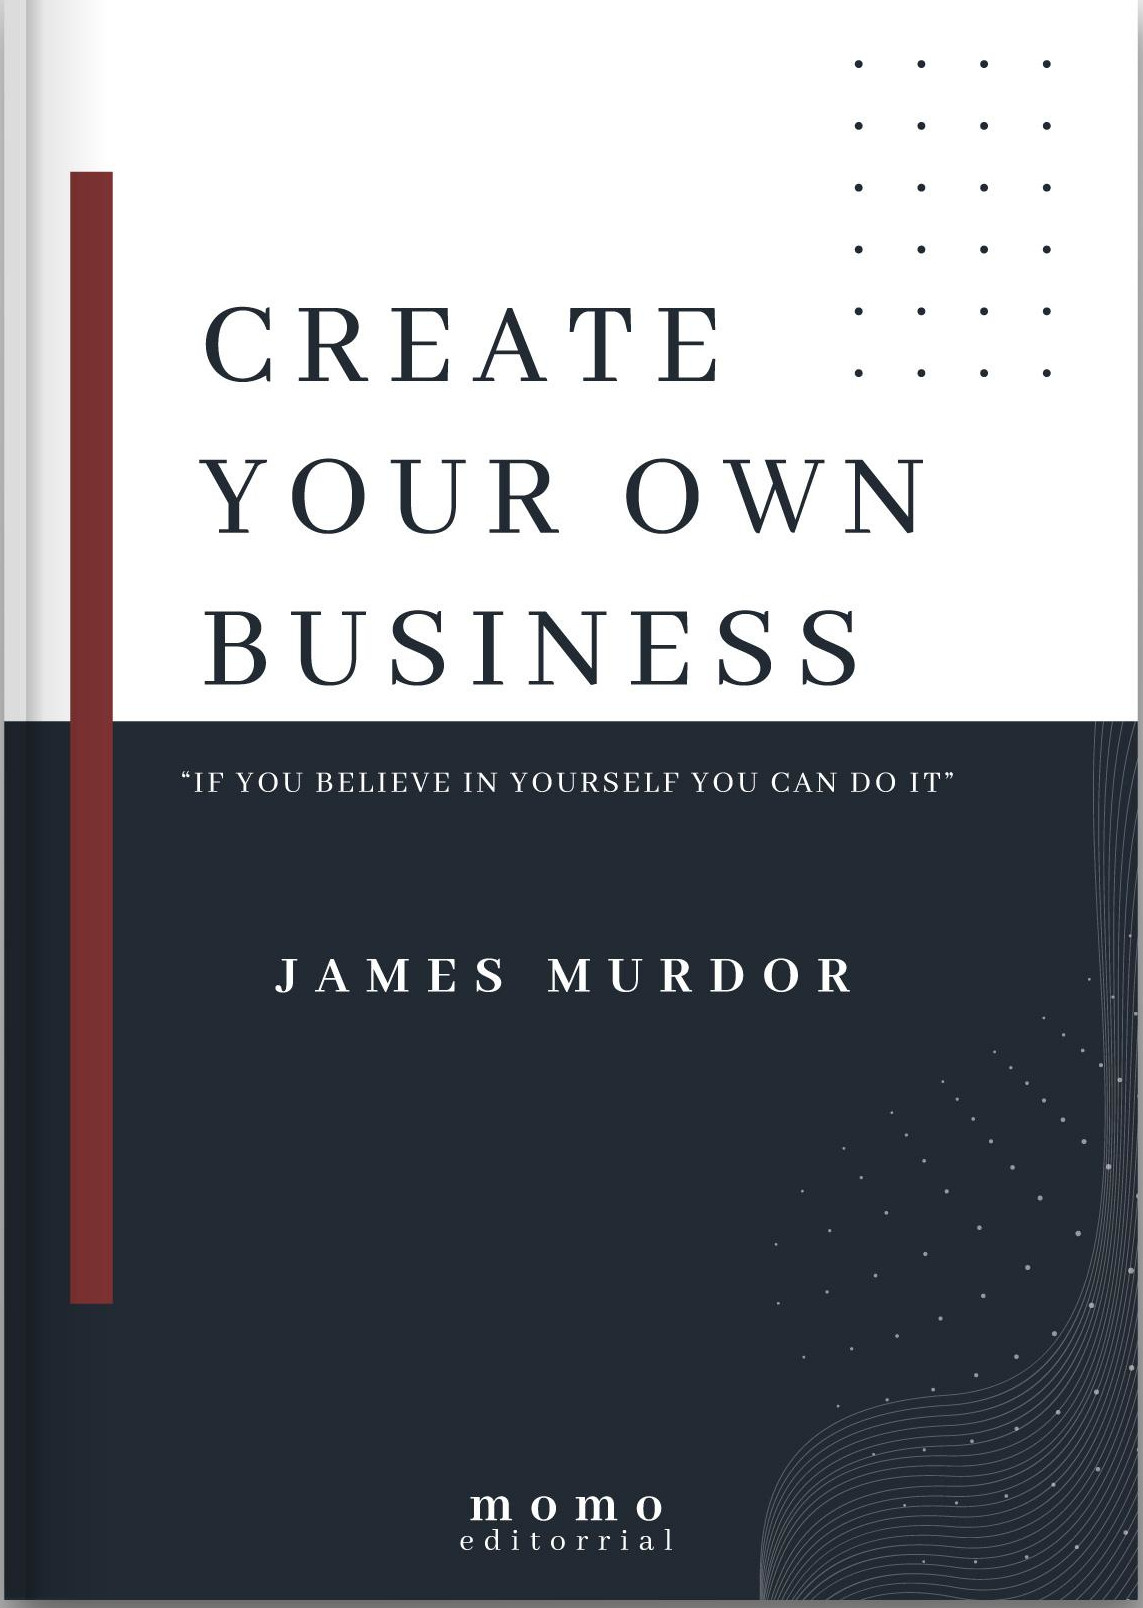 CREATE
YOUR OWN
BUSINESS
“IF YOU BELIEVE IN YOURSELF YOU CAN DO IT”
JAMES MURDOR
momo
editorrial